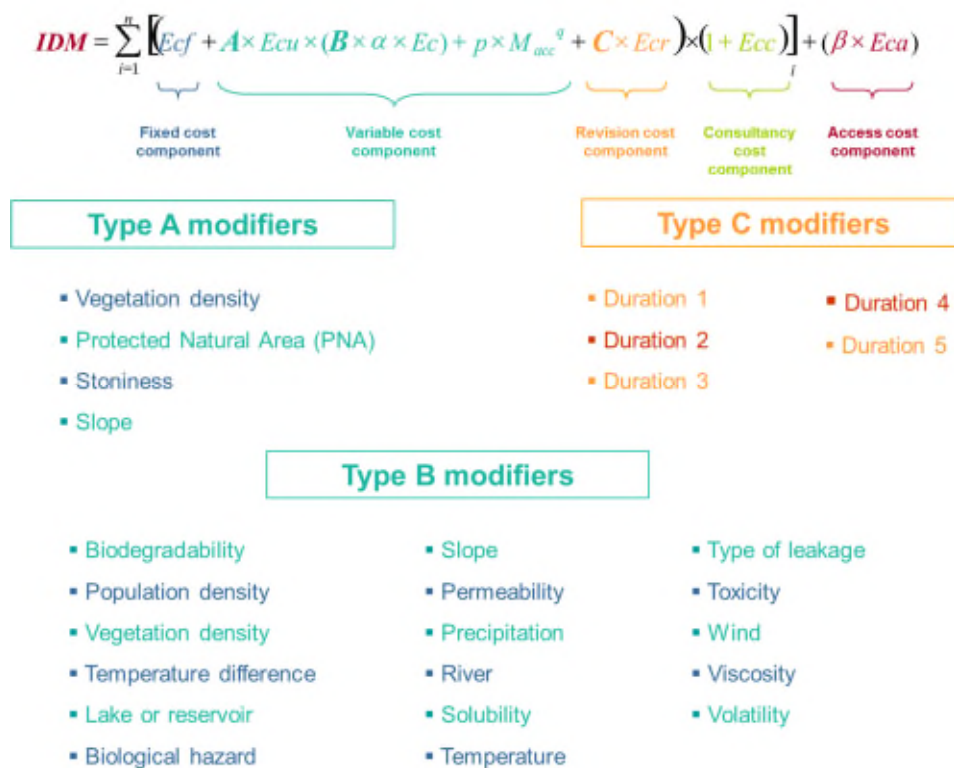 IDM = ∑ i=1 n [(Ecf + A × Ecu × (B × α × Ec) + p × M acc q + C × Ecr) × (1 + Ecc)] i + (β × Eca)
Fixed cost component
Variable cost component
Revision cost component
Consultancy cost component
Access cost component
Type A modifiers
Vegetation density
Protected Natural Area (PNA)
Stoniness
Slope
Type C modifiers
Duration 1
Duration 2
Duration 3
Duration 4
Duration 5
Type B modifiers
Biodegradability
Population density
Vegetation density
Temperature difference
Lake or reservoir
Biological hazard
Slope
Permeability
Precipitation
River
Solubility
Temperature
Type of leakage
Toxicity
Wind
Viscosity
Volatility